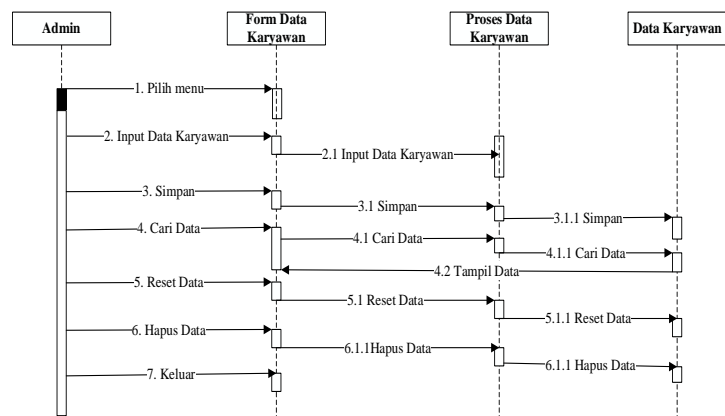 Admin
Form Data
Karyawan
Proses Data
Karyawan
Data Karyawan
1. Pilih menu
2. Input Data Karyawan
2.1 Input Data Karyawan
3. Simpan
3.1 Simpan
3.1.1 Simpan
4. Cari Data
4.1 Cari Data
4.1.1 Cari Data
4.2 Tampil Data
5. Reset Data
5.1 Reset Data
5.1.1 Reset Data
6. Hapus Data
6.1.1Hapus Data
6.1.1 Hapus Data
7. Keluar